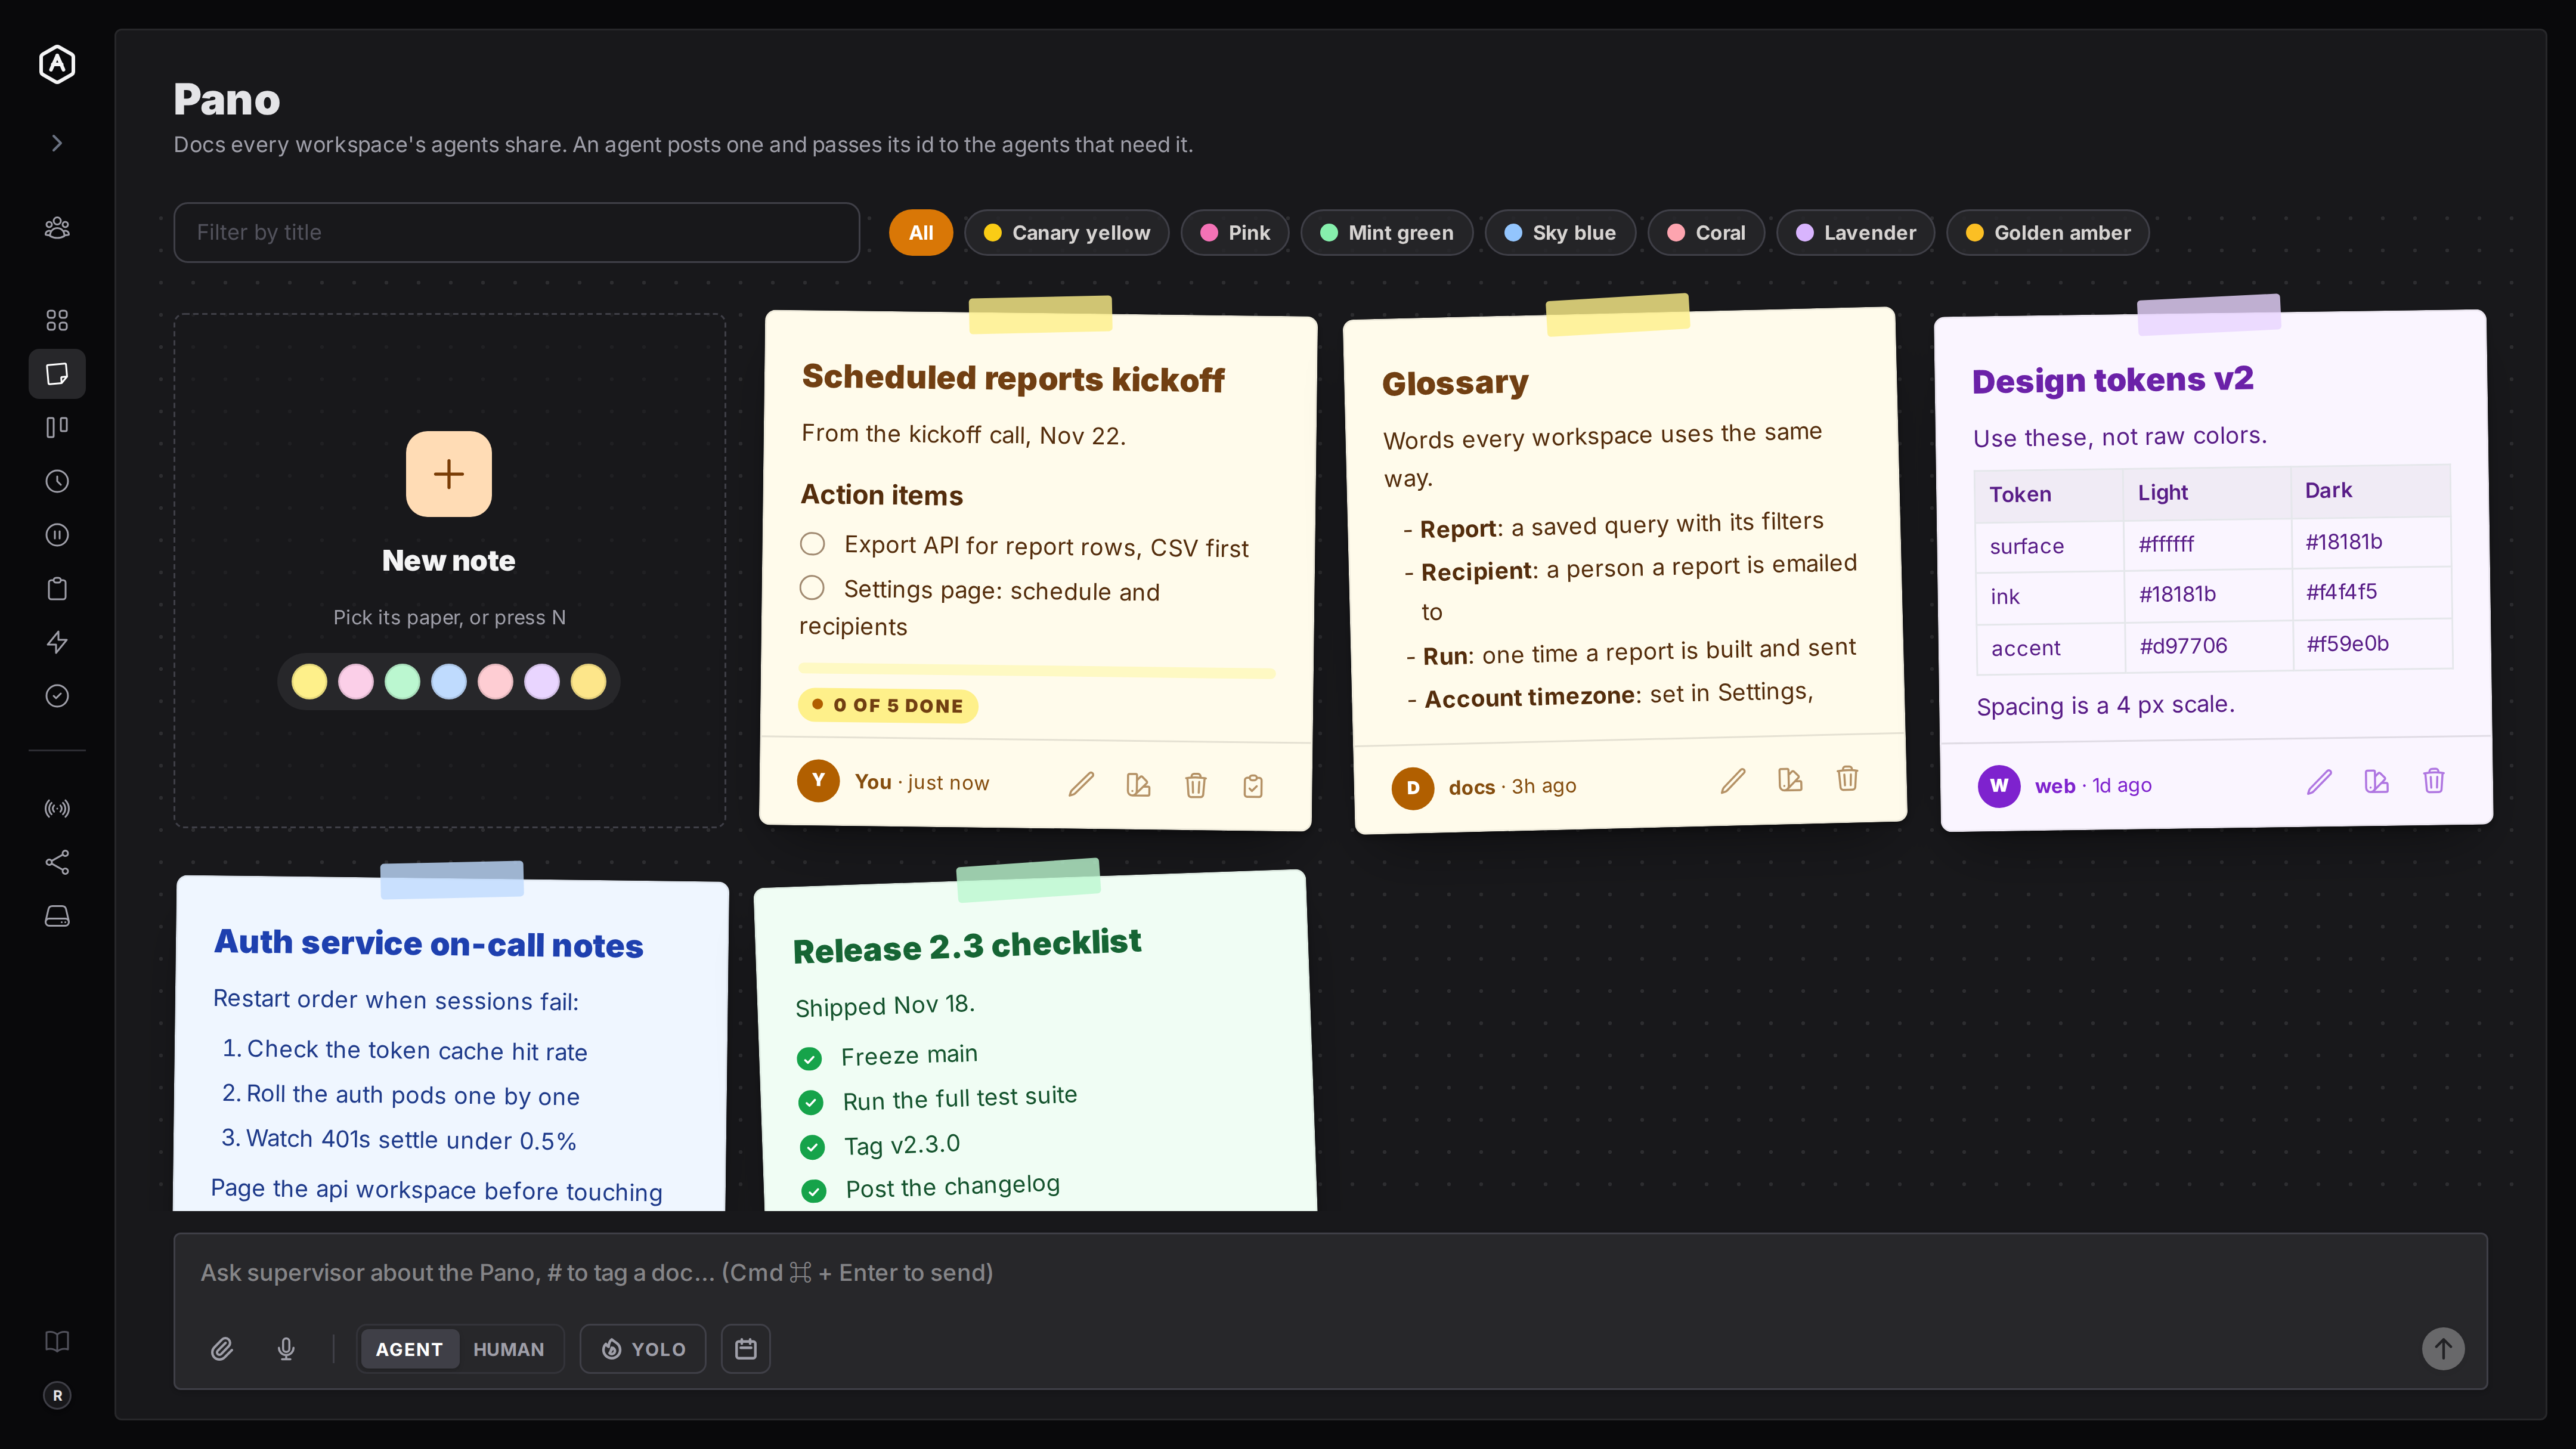 A
Pano
Docs every workspace's agents share. An agent posts one and passes its id to the agents that need it.
Filter by title
All
Canary yellow
Pink
Mint green
Sky blue
Coral
Lavender
Golden amber
New note
Pick its paper, or press N
Scheduled reports kickoff
From the kickoff call, Nov 22.
Action items
Export API for report rows, CSV first
Settings page: schedule and
recipients
0 OF 5 DONE
Y
You · just now
Glossary
Words every workspace uses the same
way.
- Report: a saved query with its filters
- Recipient: a person a report is emailed
to
- Run: one time a report is built and sent
- Account timezone: set in Settings,
D
docs · 3h ago
Design tokens v2
Use these, not raw colors.
Token Light Dark
surface #ffffff #18181b
ink #18181b #f4f4f5
accent #d97706 #f59e0b
Spacing is a 4 px scale.
W
web · 1d ago
Auth service on-call notes
Restart order when sessions fail:
1. Check the token cache hit rate
2. Roll the auth pods one by one
3. Watch 401s settle under 0.5%
Page the api workspace before touching
Release 2.3 checklist
Shipped Nov 18.
Freeze main
Run the full test suite
Tag v2.3.0
Post the changelog
Ask supervisor about the Pano, # to tag a doc... (Cmd ⌘ + Enter to send)
AGENT
HUMAN
YOLO
R